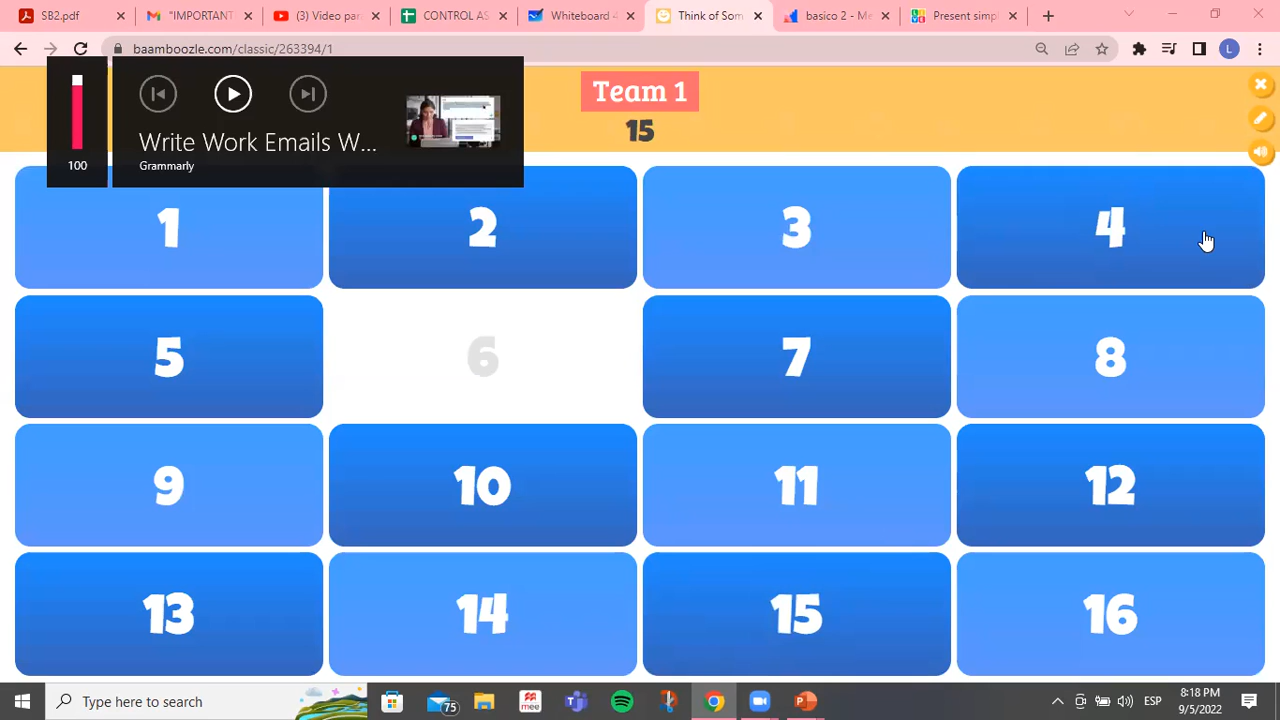 SB2.pdf
"IMPORTANT
(3) Video par
CONTROL AS
Whiteboard 4
Think of Som
basico 2 - Me
Present simp
baamboozle.com/classic/263394/1
L
Team 1
15
100
Write Work Emails W...
Grammarly
1
2
3
4
5
6
7
8
9
10
11
12
13
14
15
16
Type here to search
75
mee
ESP
8:18 PM
9/5/2022